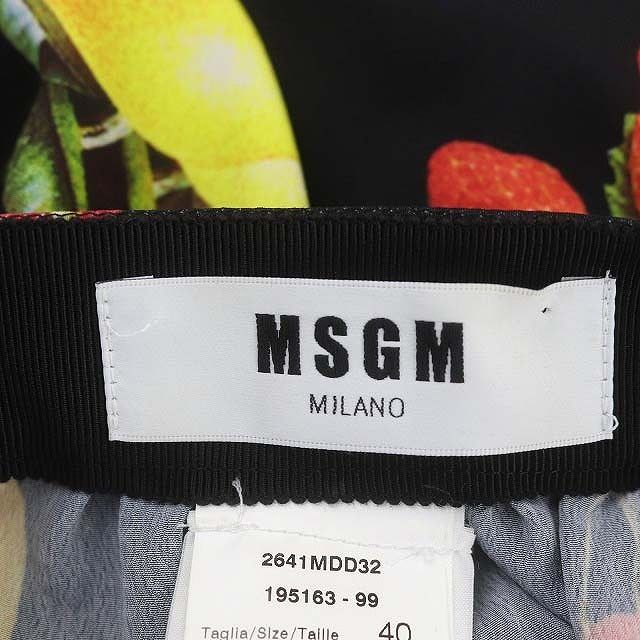 MSGM
MILANO
2641MDD32
195163 - 99
Taglia/Size/Taille 40